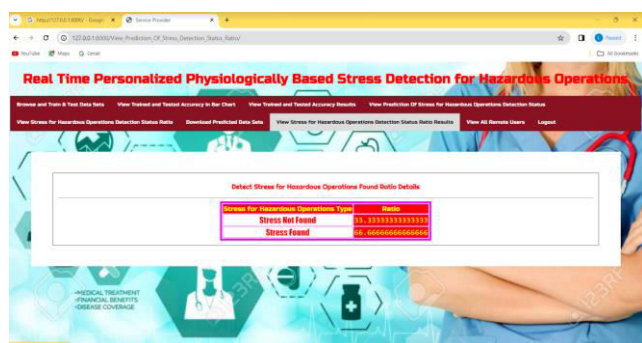 Service Provider
127.0.0.1:8000/View_Prediction_Of_Stress_Detection_Status_Ratio/
Paused
YouTube Maps Gmail All Bookmarks
Real Time Personalized Physiologically Based Stress Detection for Hazardous Operations
Browse and Train & Test Data Sets View Trained and Tested Accuracy in Bar Chart View Trained and Tested Accuracy Results View Prediction Of Stress for Hazardous Operations Detection Status
View Stress for Hazardous Operations Detection Status Ratio Download Predicted Data Sets View Stress for Hazardous Operations Detection Status Ratio Results View All Remote Users Logout
Detect Stress for Hazardous Operations Found Ratio Details
Stress for Hazardous Operations Type Ratio
Stress Not Found 33.33333333333333
Stress Found 66.66666666666666
+MEDICAL TREATMENT
+FINANCIAL BENEFITS
+DISEASE COVERAGE
123RF